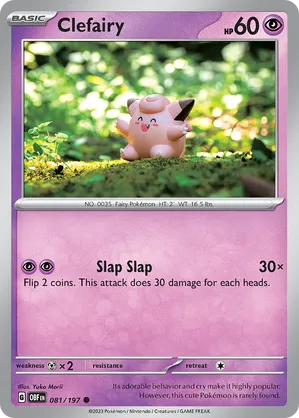 BASIC
Clefairy
HP60
NO. 0035 Fairy Pokémon HT: 2' WT: 16.5 lbs.
Slap Slap 30×
Flip 2 coins. This attack does 30 damage for each heads.
weakness ×2 resistance retreat
Illus. Yuka Morii
G OBF EN 081/197
Its adorable behavior and cry make it highly popular.
However, this cute Pokémon is rarely found.
©2023 Pokémon / Nintendo / Creatures / GAME FREAK